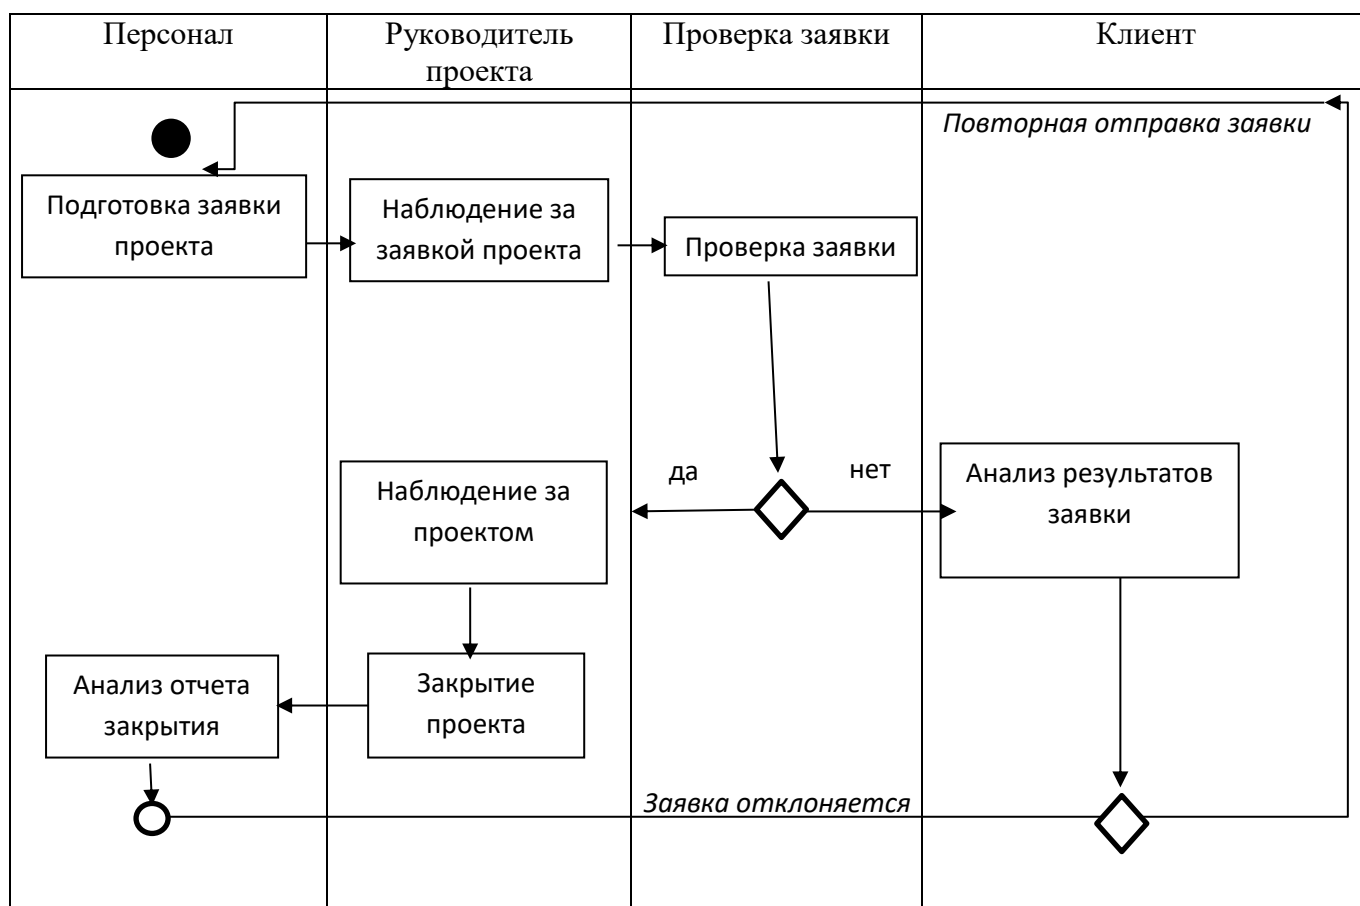 Персонал
Руководитель
проекта
Проверка заявки
Клиент
Повторная отправка заявки
Подготовка заявки
проекта
Наблюдение за
заявкой проекта
Проверка заявки
да
нет
Наблюдение за
проектом
Анализ результатов
заявки
Анализ отчета
закрытия
Закрытие
проекта
Заявка отклоняется